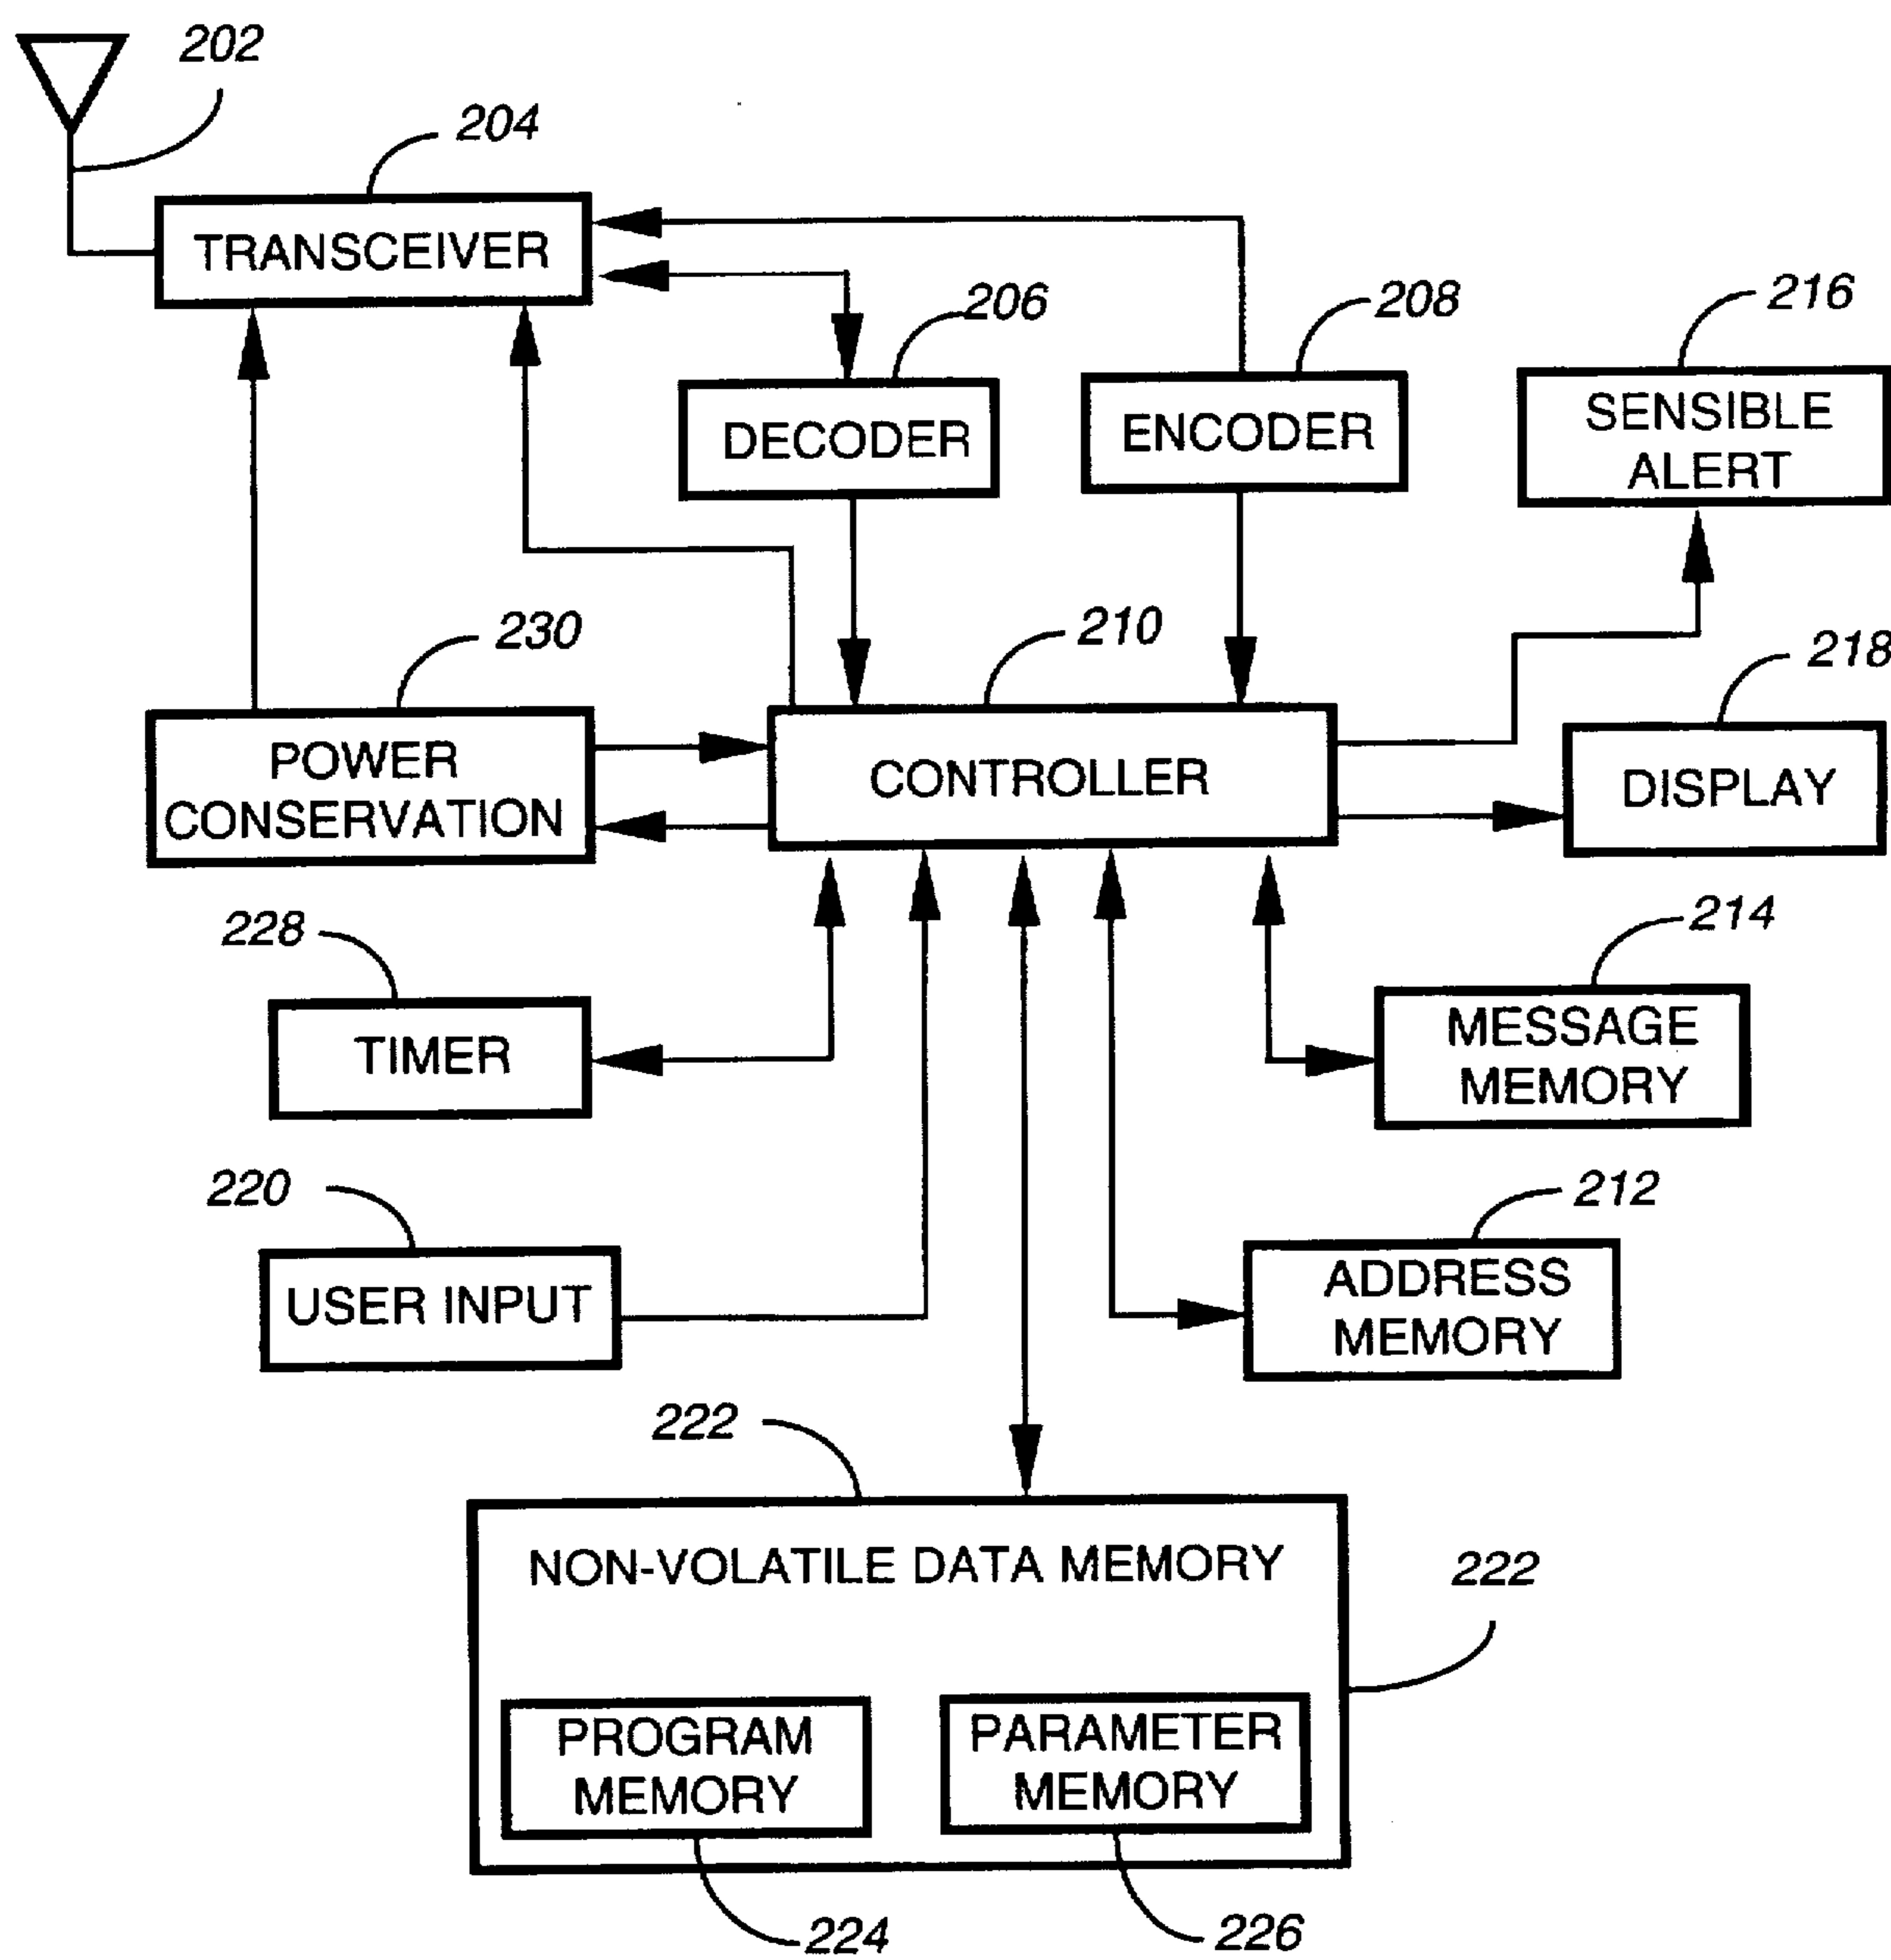 202
204
TRANSCEIVER
206
208
216
DECODER
ENCODER
SENSIBLE
ALERT
230
210
218
POWER
CONSERVATION
CONTROLLER
DISPLAY
228
214
TIMER
MESSAGE
MEMORY
220
212
USER INPUT
ADDRESS
MEMORY
222
NON-VOLATILE DATA MEMORY
222
PROGRAM
MEMORY
PARAMETER
MEMORY
224
226